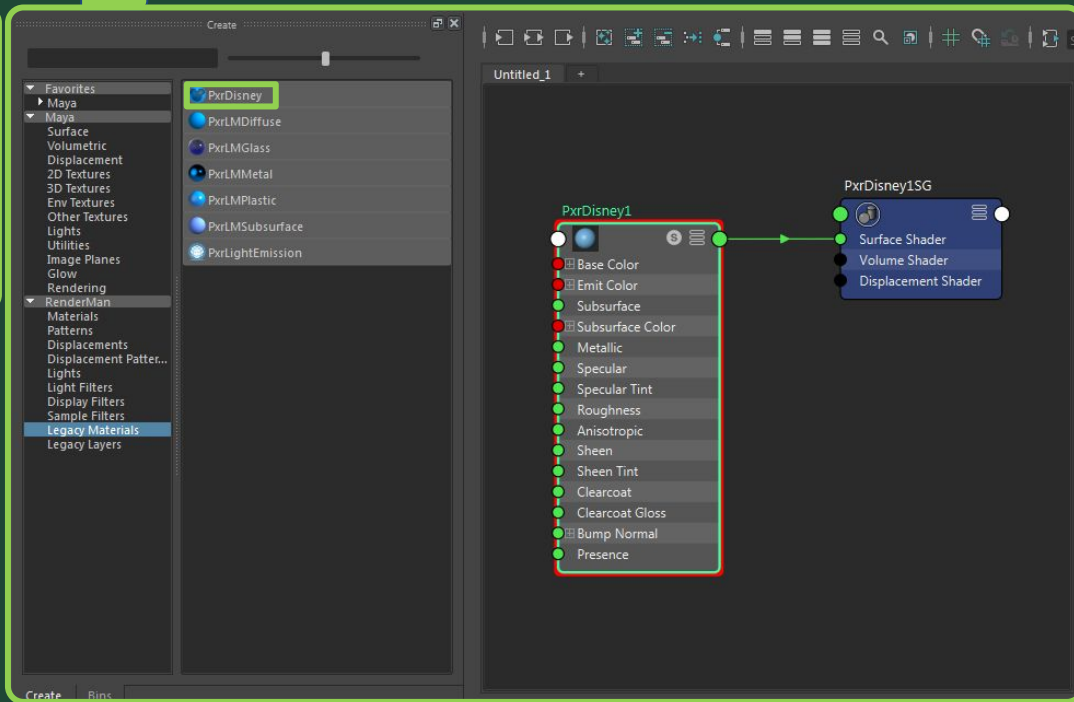 Create
Untitled_1 +
Favorites
Maya
Maya
Surface
Volumetric
Displacement
2D Textures
3D Textures
Env Textures
Other Textures
Lights
Utilities
Image Planes
Glow
Rendering
RenderMan
Materials
Patterns
Displacements
Displacement Patter...
Lights
Light Filters
Display Filters
Sample Filters
Legacy Materials
Legacy Layers
PxrDisney
PxrLMDiffuse
PxrLMGlass
PxrLMMetal
PxrLMPlastic
PxrLMSubsurface
PxrLightEmission
PxrDisney1
S
Base Color
Emit Color
Subsurface
Subsurface Color
Metallic
Specular
Specular Tint
Roughness
Anisotropic
Sheen
Sheen Tint
Clearcoat
Clearcoat Gloss
Bump Normal
Presence
PxrDisney1SG
Surface Shader
Volume Shader
Displacement Shader
Create Bins